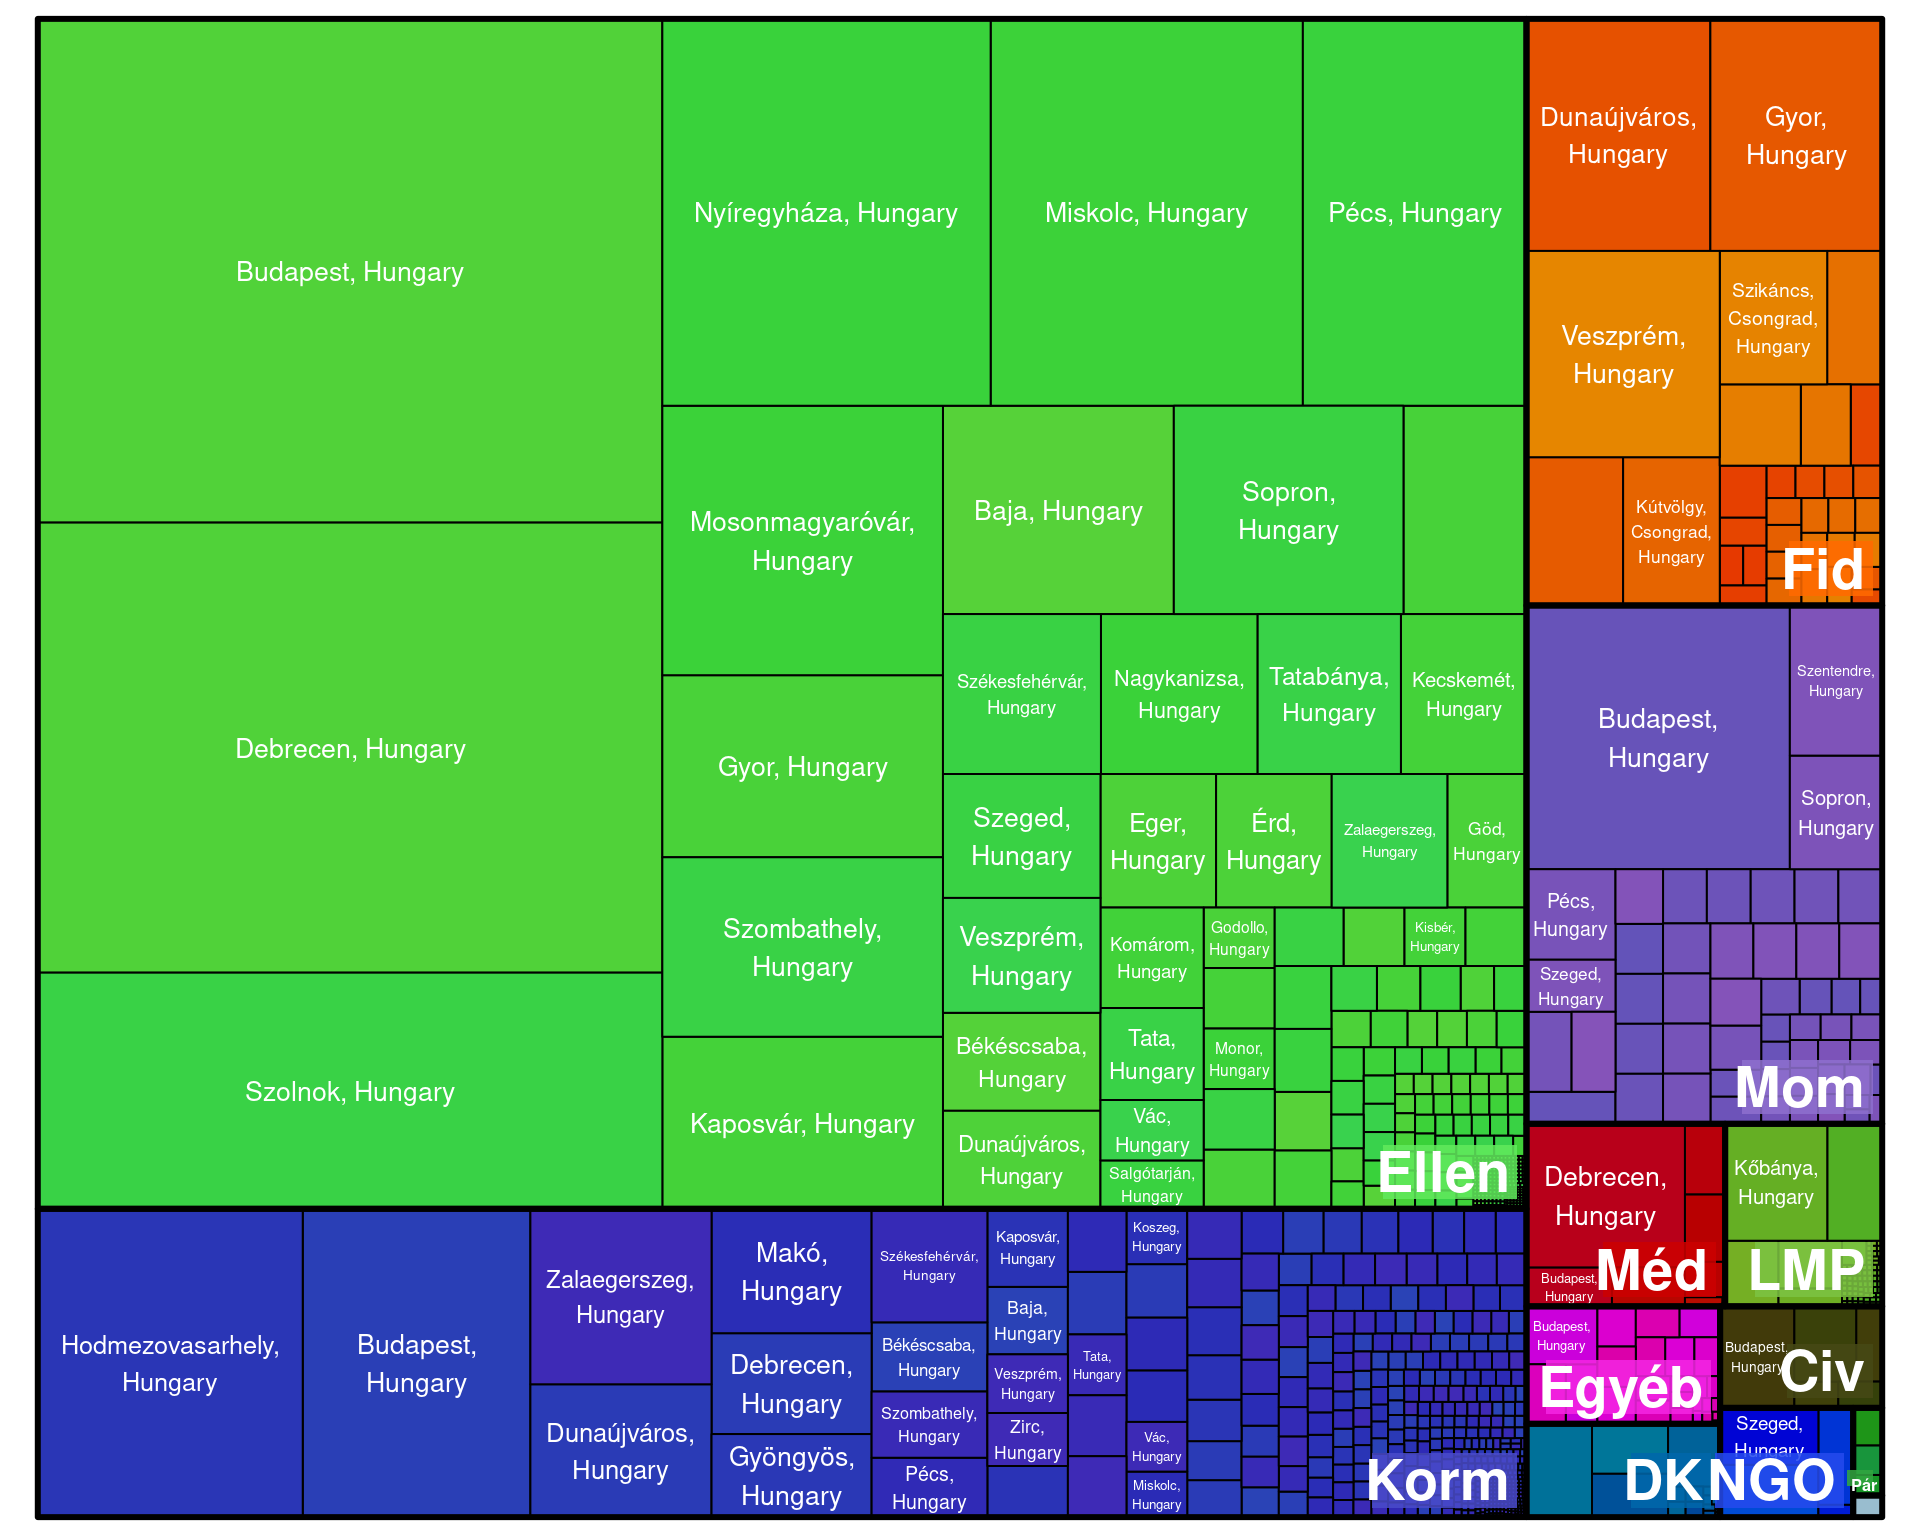 Budapest, Hungary
Debrecen, Hungary
Szolnok, Hungary
Nyíregyháza, Hungary
Miskolc, Hungary
Pécs, Hungary
Mosonmagyaróvár,
Hungary
Gyor, Hungary
Szombathely,
Hungary
Kaposvár, Hungary
Baja, Hungary
Sopron,
Hungary
Székesfehérvár,
Hungary
Nagykanizsa,
Hungary
Tatabánya,
Hungary
Kecskemét,
Hungary
Szeged,
Hungary
Veszprém,
Hungary
Békéscsaba,
Hungary
Dunaújváros,
Hungary
Eger,
Hungary
Érd,
Hungary
Zalaegerszeg,
Hungary
Göd,
Hungary
Komárom,
Hungary
Tata,
Hungary
Vác,
Hungary
Salgótarján,
Hungary
Godollo,
Hungary
Monor,
Hungary
Kisbér,
Hungary
Ellen
Hodmezovasarhely,
Hungary
Budapest,
Hungary
Zalaegerszeg,
Hungary
Dunaújváros,
Hungary
Makó,
Hungary
Debrecen,
Hungary
Gyöngyös,
Hungary
Székesfehérvár,
Hungary
Békéscsaba,
Hungary
Szombathely,
Hungary
Pécs,
Hungary
Kaposvár,
Hungary
Baja,
Hungary
Veszprém,
Hungary
Zirc,
Hungary
Tata,
Hungary
Koszeg,
Hungary
Vác,
Hungary
Miskolc,
Hungary
Korm
Dunaújváros,
Hungary
Gyor,
Hungary
Veszprém,
Hungary
Szikáncs,
Csongrad,
Hungary
Kútvölgy,
Csongrad,
Hungary
Fid
Budapest,
Hungary
Szentendre,
Hungary
Sopron,
Hungary
Pécs,
Hungary
Szeged,
Hungary
Mom
Debrecen,
Hungary
Budapest,
Hungary
Méd
Kőbánya,
Hungary
LMP
Budapest,
Hungary
Egyéb
Budapest,
Hungary
Civ
DK
Szeged,
Hungary
NGO
Pár